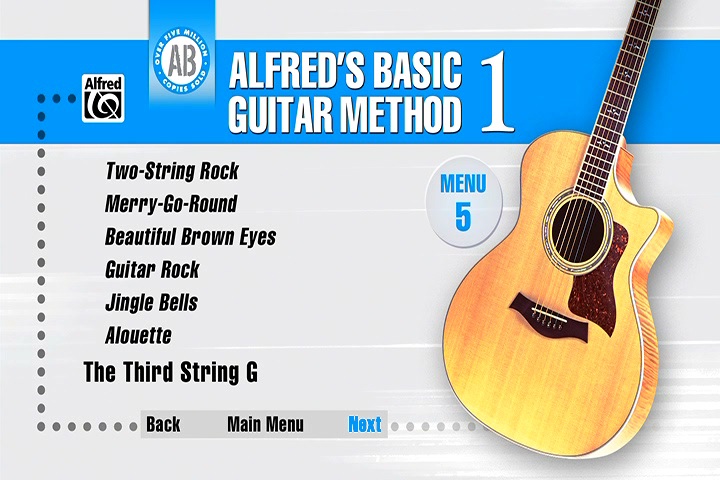 OVER FIVE MILLION
AB
COPIES SOLD
Alfred
ALFRED'S BASIC
GUITAR METHOD 1
MENU
5
Two-String Rock
Merry-Go-Round
Beautiful Brown Eyes
Guitar Rock
Jingle Bells
Alouette
The Third String G
Back Main Menu Next